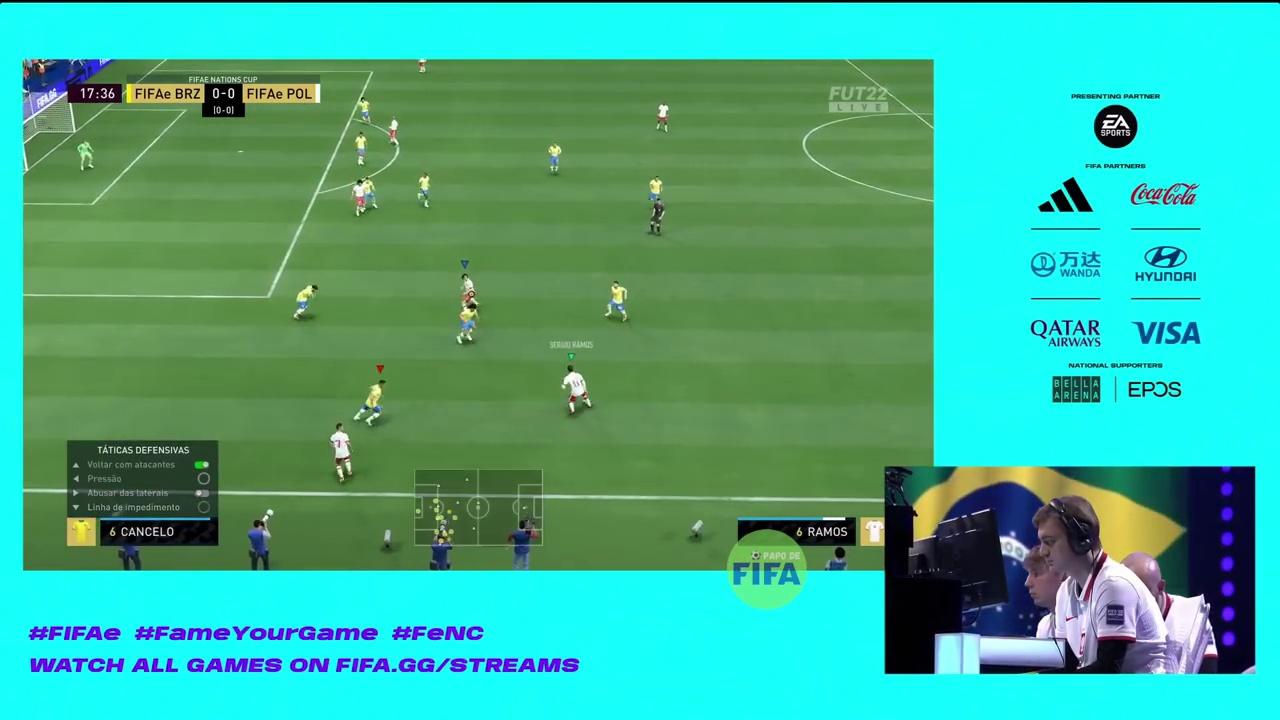 FIFAE NATIONS CUP
17:36
FIFAe BRZ 0-0 FIFAe POL
[0-0]
FIFA.GG
FUT22
LIVE
SERGIO RAMOS
TÁTICAS DEFENSIVAS
Voltar com atacantes
Pressão
Abusar das laterais
Linha de impedimento
6 CANCELO
6 RAMOS
PAPO DE
FIFA
PRESENTING PARTNER
EA
SPORTS
FIFA PARTNERS
Coca-Cola
万达
WANDA
HYUNDAI
QATAR
AIRWAYS
VISA
NATIONAL SUPPORTERS
BELLA
ARENA
EPOS
#FIFAe #FameYourGame #FeNC
WATCH ALL GAMES ON FIFA.GG/STREAMS